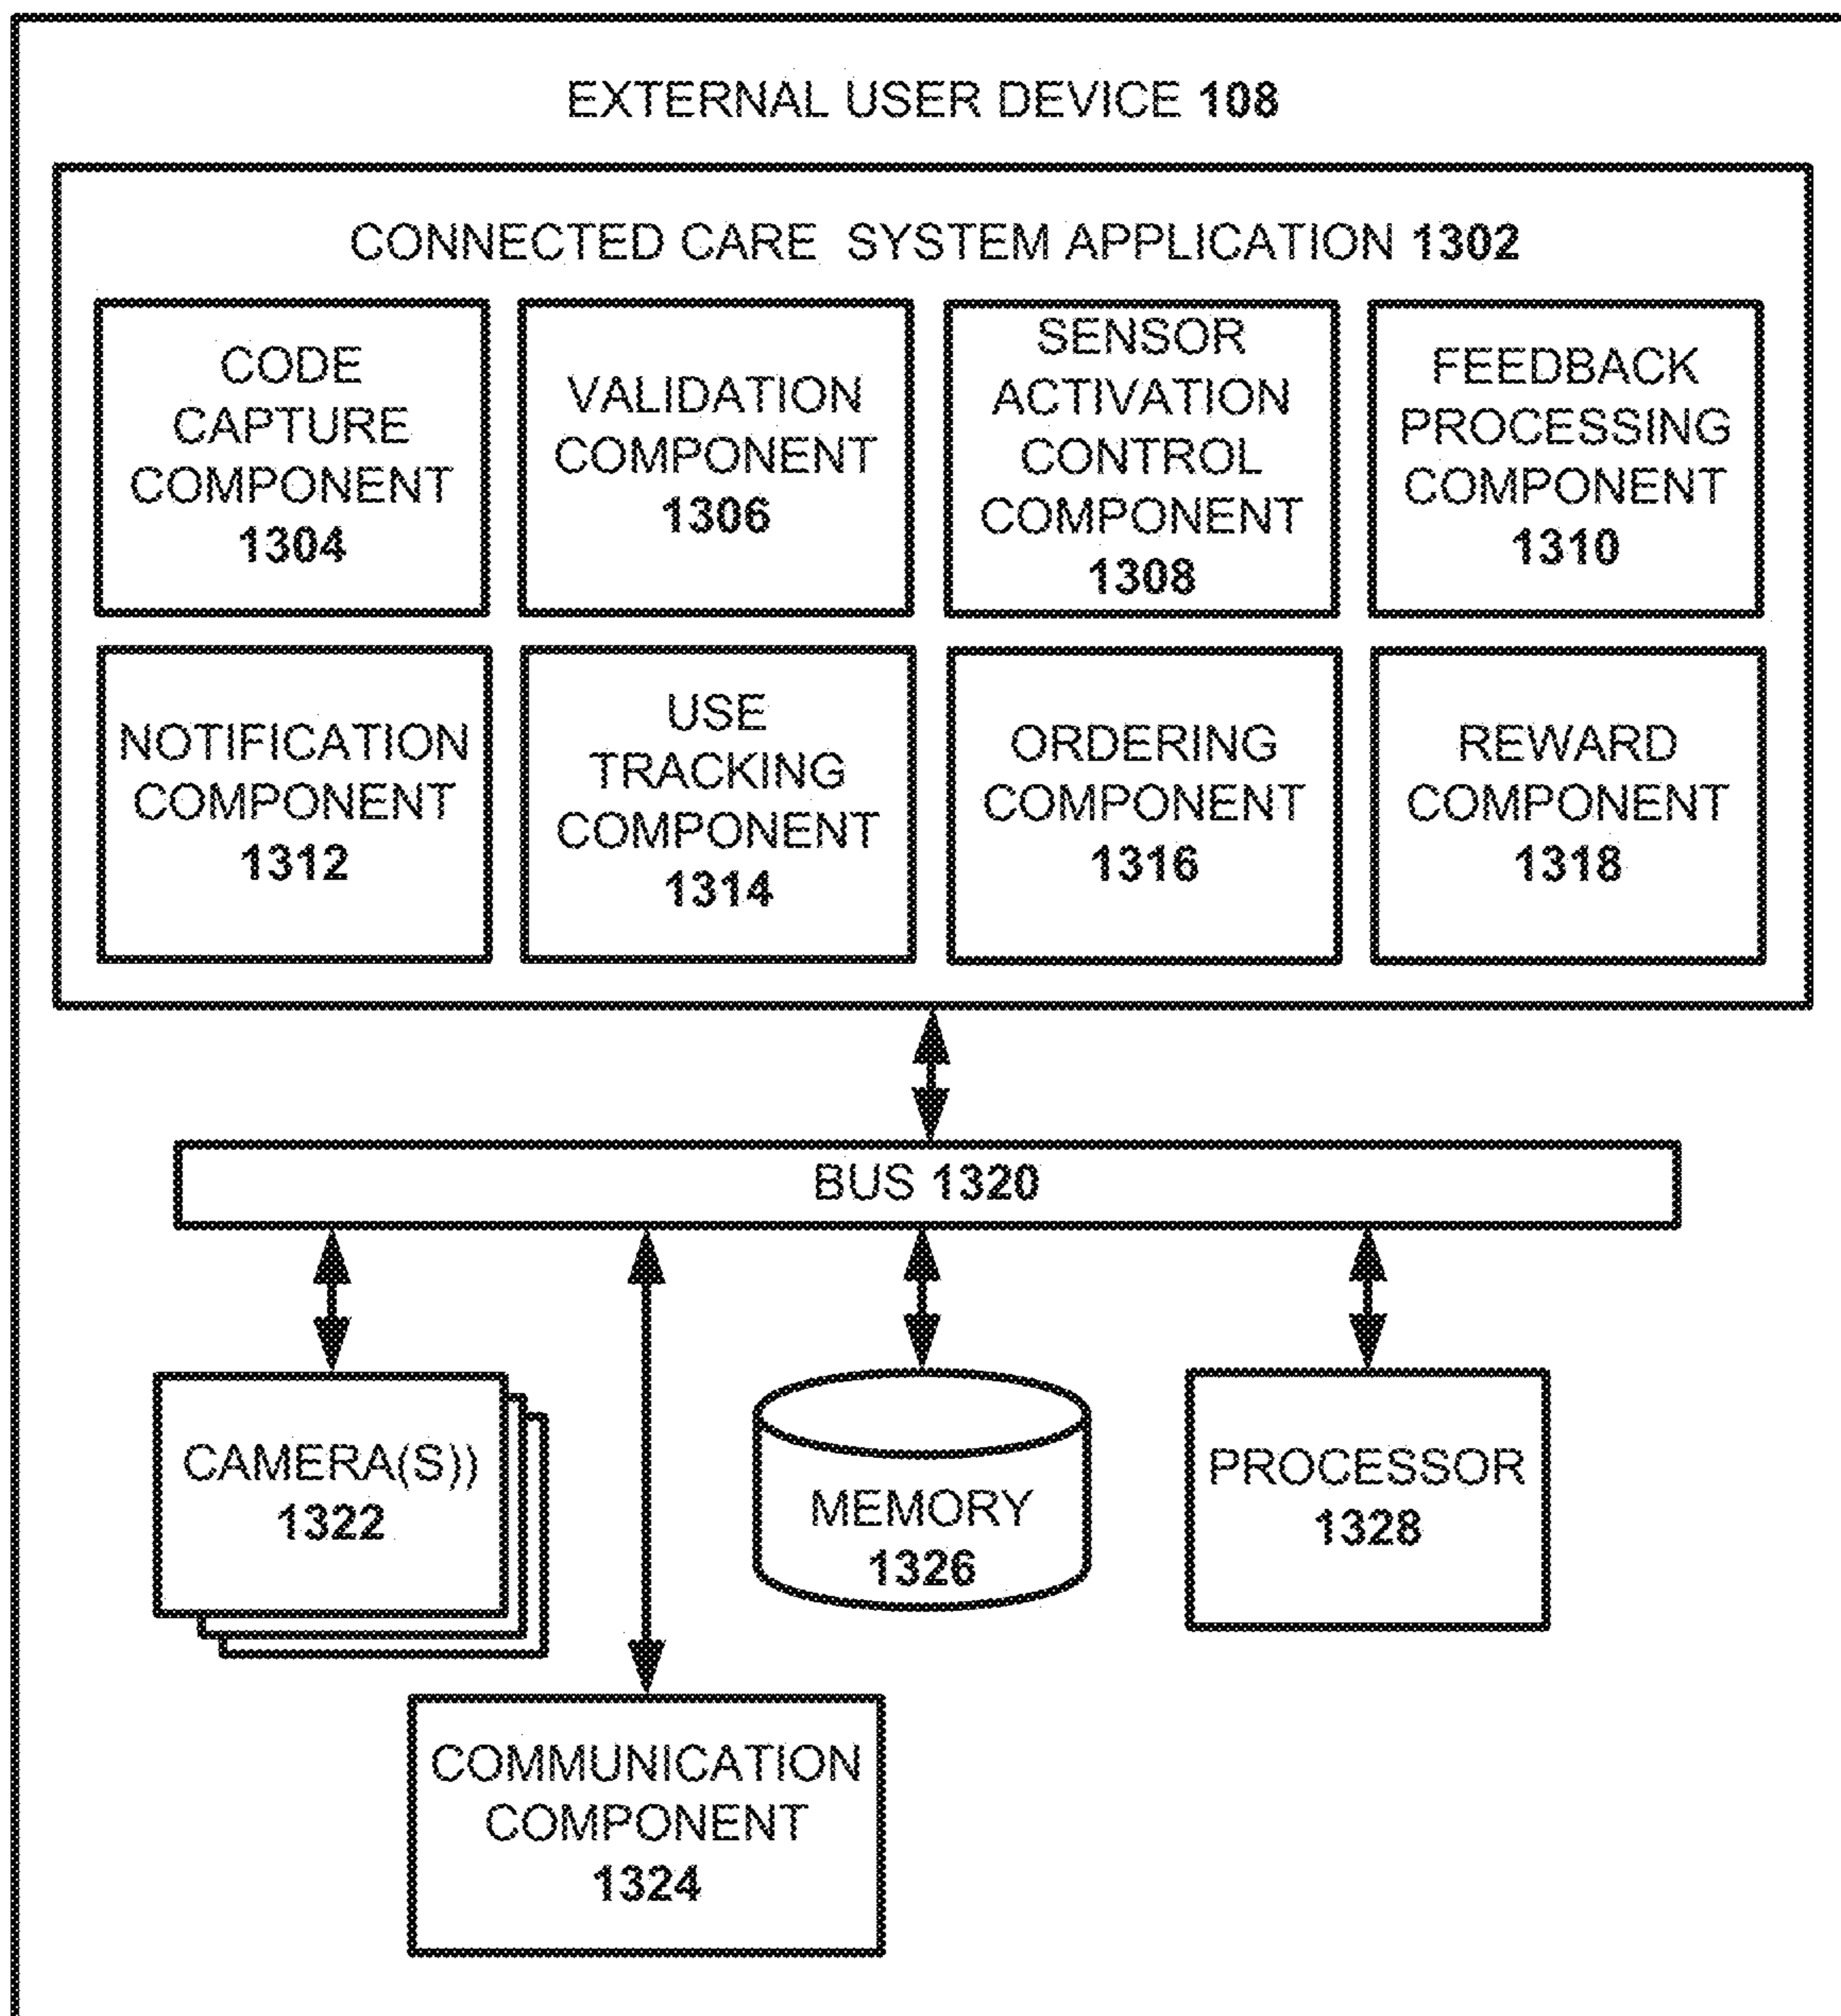 EXTERNAL USER DEVICE 108
CONNECTED CARE SYSTEM APPLICATION 1302
CODE
CAPTURE
COMPONENT
1304
VALIDATION
COMPONENT
1306
SENSOR
ACTIVATION
CONTROL
COMPONENT
1308
FEEDBACK
PROCESSING
COMPONENT
1310
NOTIFICATION
COMPONENT
1312
USE
TRACKING
COMPONENT
1314
ORDERING
COMPONENT
1316
REWARD
COMPONENT
1318
BUS 1320
CAMERA(S))
1322
MEMORY
1326
PROCESSOR
1328
COMMUNICATION
COMPONENT
1324